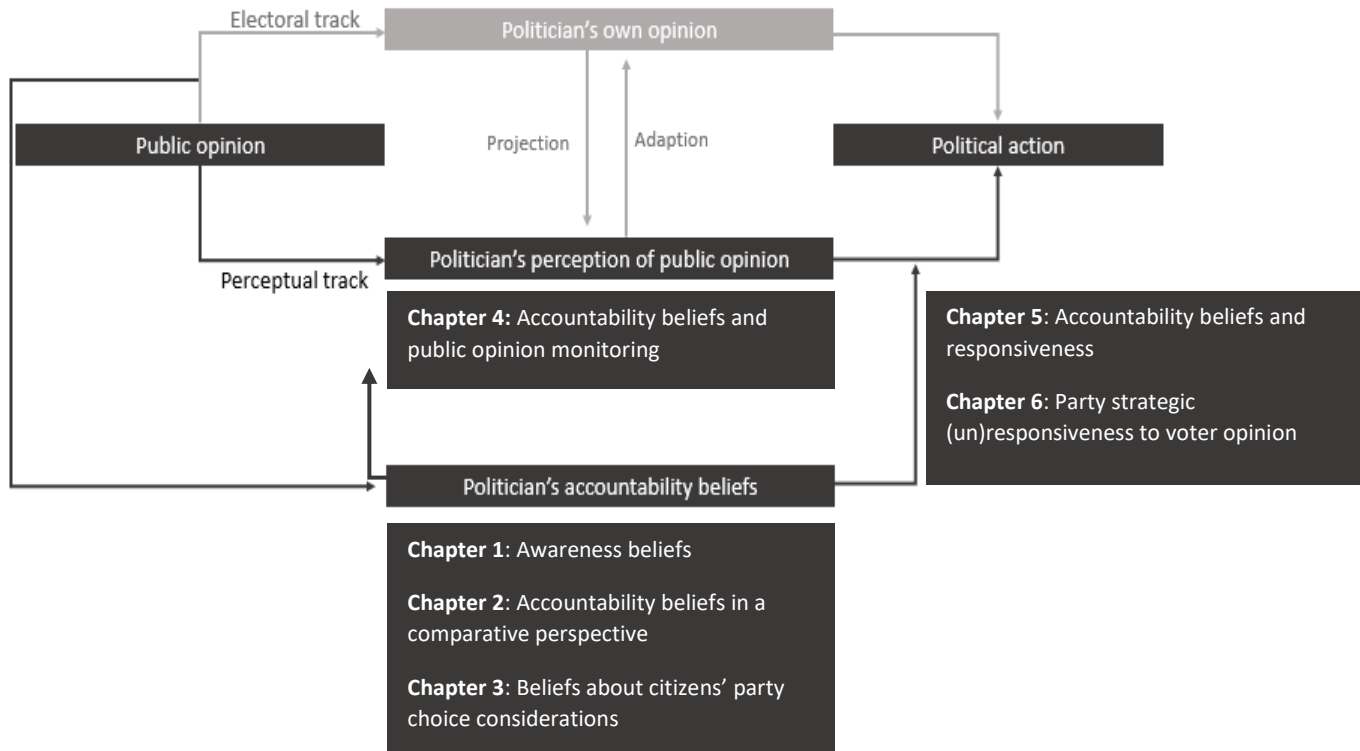 Electoral track
Politician's own opinion
Public opinion
Projection
Adaption
Political action
Politician's perception of public opinion
Perceptual track
Chapter 4: Accountability beliefs and
public opinion monitoring
Chapter 5: Accountability beliefs and
responsiveness
Chapter 6: Party strategic
(un)responsiveness to voter opinion
Politician's accountability beliefs
Chapter 1: Awareness beliefs
Chapter 2: Accountability beliefs in a
comparative perspective
Chapter 3: Beliefs about citizens’ party
choice considerations